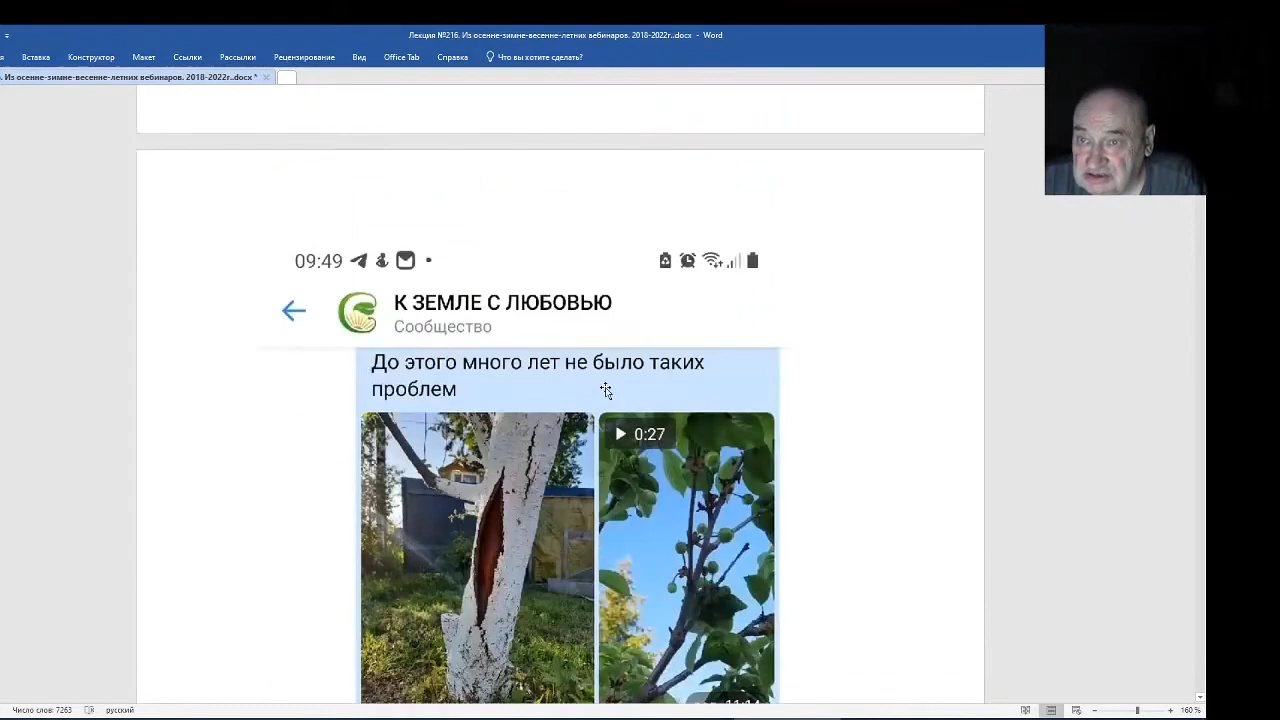 Лекция №216. Из осенне-зимне-весенне-летних вебинаров. 2018-2022г..docx - Word
Вставка Конструктор Макет Ссылки Рассылки Рецензирование Вид Office Tab Справка Что вы хотите сделать?
. Из осенне-зимне-весенне-летних вебинаров. 2018-2022г..docx *
09:49
К ЗЕМЛЕ С ЛЮБОВЬЮ
Сообщество
До этого много лет не было таких
проблем
0:27
Число слов: 7263 русский 160 %